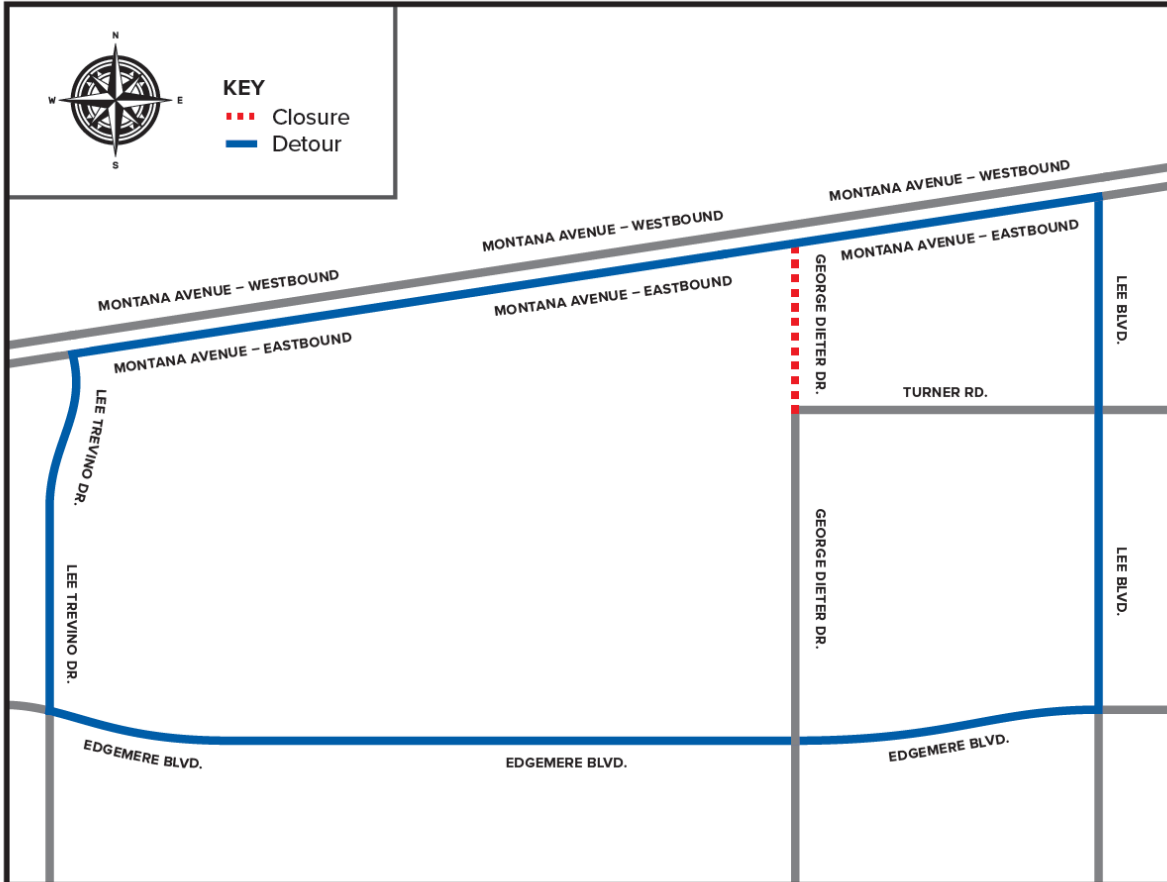 N
W
E
S
KEY
Closure
Detour
MONTANA AVENUE – WESTBOUND
MONTANA AVENUE – WESTBOUND
MONTANA AVENUE – WESTBOUND
MONTANA AVENUE – EASTBOUND
MONTANA AVENUE – EASTBOUND
MONTANA AVENUE – EASTBOUND
GEORGE DIETER DR.
LEE BLVD.
LEE TREVINO DR.
TURNER RD.
GEORGE DIETER DR.
LEE BLVD.
LEE TREVINO DR.
EDGEMERE BLVD.
EDGEMERE BLVD.
EDGEMERE BLVD.